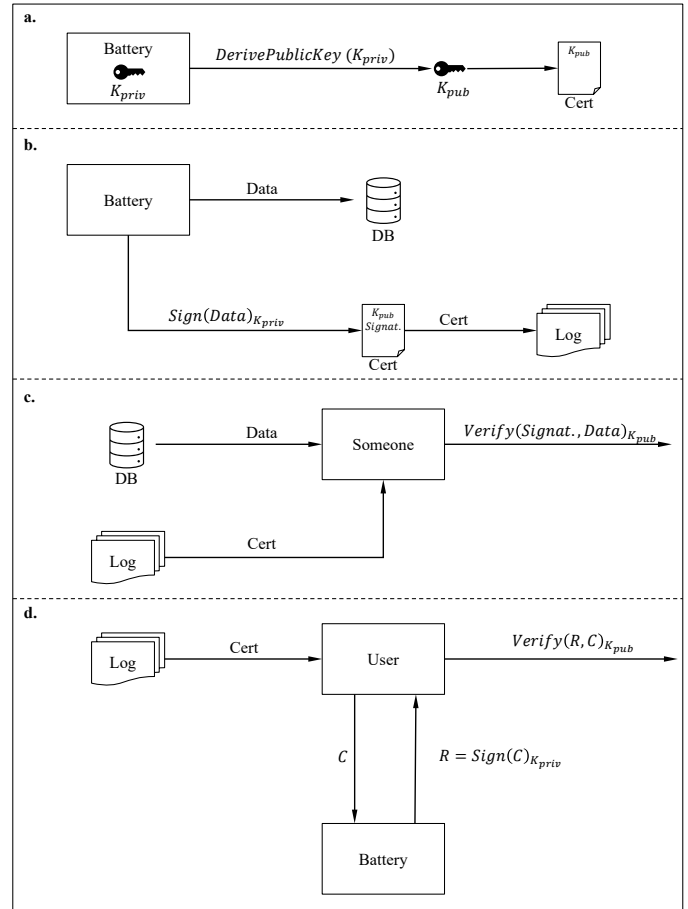 a.
Battery
K_priv
DerivePublicKey (K_priv)
K_pub
K_pub
Cert
b.
Battery
Data
DB
Sign(Data)_K_priv
K_pub
Signat.
Cert
Cert
Log
c.
DB
Data
Someone
Verify(Signat., Data)_K_pub
Log
Cert
d.
Log
Cert
User
Verify(R, C)_K_pub
C
R = Sign(C)_K_priv
Battery